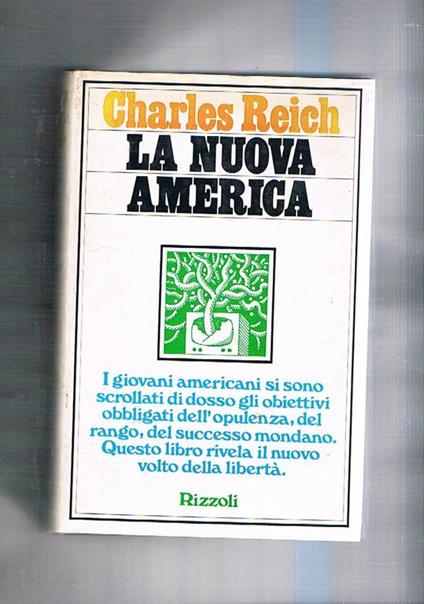 Charles Reich
LA NUOVA
AMERICA
I giovani americani si sono
scrollati di dosso gli obiettivi
obbligati dell'opulenza, del
rango, del successo mondano.
Questo libro rivela il nuovo
volto della libertà.
Rizzoli